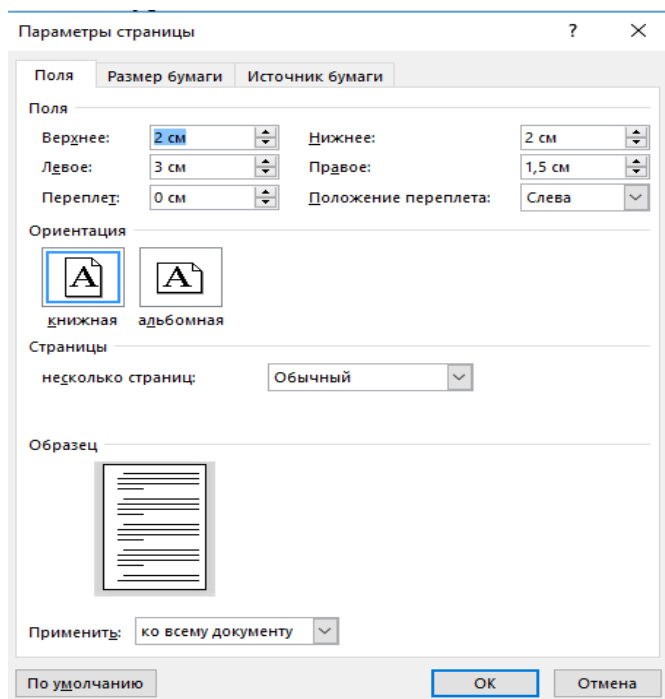 Параметры страницы ?
Поля Размер бумаги Источник бумаги
Поля
Верхнее: 2 см Нижнее: 2 см
Левое: 3 см Правое: 1,5 см
Переплет: 0 см Положение переплета: Слева
Ориентация
A A
книжная альбомная
Страницы
несколько страниц: Обычный
Образец
Применить: ко всему документу
По умолчанию ОК Отмена